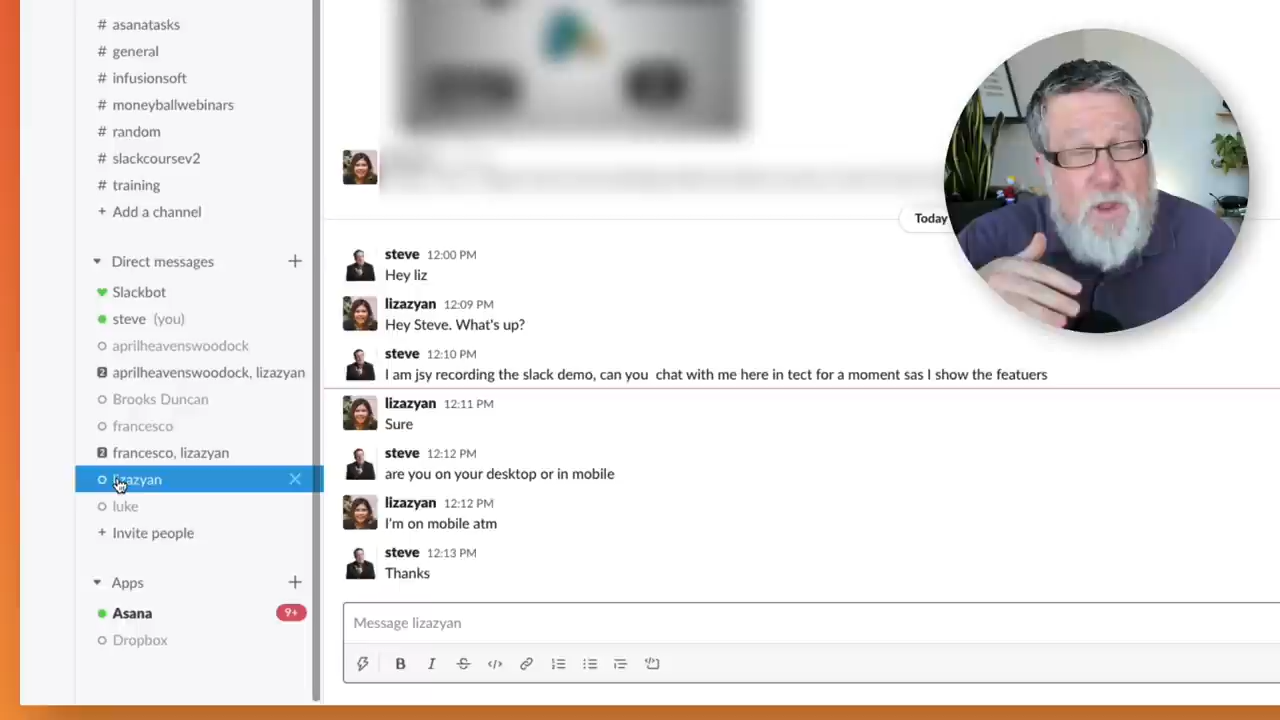 # asanatasks
# general
# infusionsoft
# moneyballwebinars
# random
# slackcoursev2
# training
+ Add a channel
Direct messages +
Slackbot
steve (you)
aprilheavenswoodock
2 aprilheavenswoodock, lizazyan
Brooks Duncan
francesco
2 francesco, lizazyan
lizazyan
luke
+ Invite people
Apps +
Asana 9+
Dropbox
Today
steve 12:00 PM
Hey liz
lizazyan 12:09 PM
Hey Steve. What's up?
steve 12:10 PM
I am jsy recording the slack demo, can you chat with me here in tect for a moment sas I show the featuers
lizazyan 12:11 PM
Sure
steve 12:12 PM
are you on your desktop or in mobile
lizazyan 12:12 PM
I'm on mobile atm
steve 12:13 PM
Thanks
Message lizazyan
B I S </>